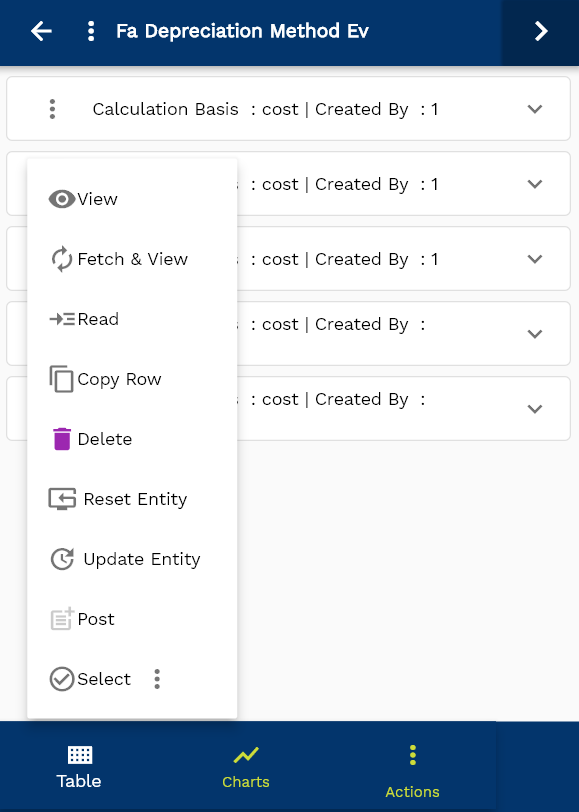 Fa Depreciation Method Ev
Calculation Basis : cost | Created By : 1
: cost | Created By : 1
: cost | Created By : 1
: cost | Created By :
: cost | Created By :
View
Fetch & View
Read
Copy Row
Delete
Reset Entity
Update Entity
Post
Select
Table
Charts
Actions